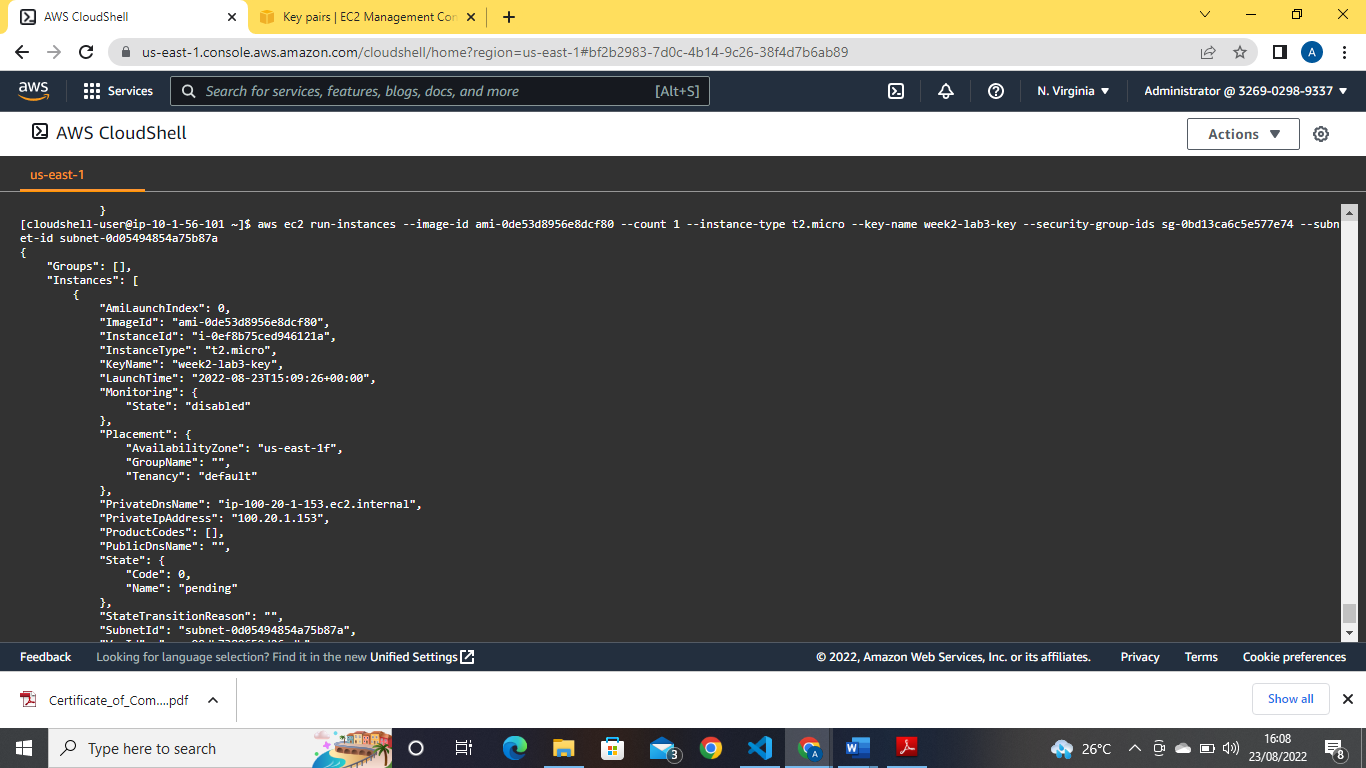 AWS CloudShell
Key pairs | EC2 Management Con
us-east-1.console.aws.amazon.com/cloudshell/home?region=us-east-1#bf2b2983-7d0c-4b14-9c26-38f4d7b6ab89
A
aws
Services
Search for services, features, blogs, docs, and more
[Alt+S]
N. Virginia
Administrator @ 3269-0298-9337
AWS CloudShell
Actions
us-east-1
}
[cloudshell-user@ip-10-1-56-101 ~]$ aws ec2 run-instances --image-id ami-0de53d8956e8dcf80 --count 1 --instance-type t2.micro --key-name week2-lab3-key --security-group-ids sg-0bd13ca6c5e577e74 --subn
et-id subnet-0d05494854a75b87a
{
"Groups": [],
"Instances": [
{
"AmiLaunchIndex": 0,
"ImageId": "ami-0de53d8956e8dcf80",
"InstanceId": "i-0ef8b75ced946121a",
"InstanceType": "t2.micro",
"KeyName": "week2-lab3-key",
"LaunchTime": "2022-08-23T15:09:26+00:00",
"Monitoring": {
"State": "disabled"
},
"Placement": {
"AvailabilityZone": "us-east-1f",
"GroupName": "",
"Tenancy": "default"
},
"PrivateDnsName": "ip-100-20-1-153.ec2.internal",
"PrivateIpAddress": "100.20.1.153",
"ProductCodes": [],
"PublicDnsName": "",
"State": {
"Code": 0,
"Name": "pending"
},
"StateTransitionReason": "",
"SubnetId": "subnet-0d05494854a75b87a",
Feedback
Looking for language selection? Find it in the new Unified Settings
© 2022, Amazon Web Services, Inc. or its affiliates.
Privacy
Terms
Cookie preferences
Certificate_of_Com....pdf
Show all
Type here to search
3
A
26°C
16:08
23/08/2022
8